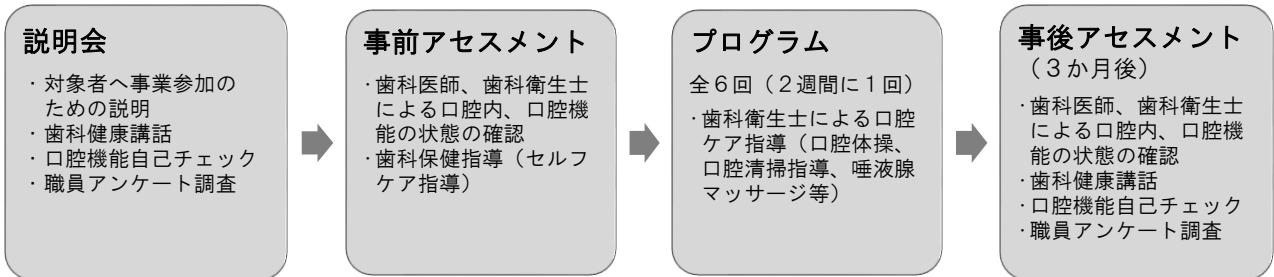 説明会
・対象者へ事業参加の
ための説明
・歯科健康講話
・口腔機能自己チェック
・職員アンケート調査
事前アセスメント
・歯科医師、歯科衛生士
による口腔内、口腔機
能の状態の確認
・歯科保健指導（セルフ
ケア指導）
プログラム
全６回（２週間に１回）
・歯科衛生士による口腔
ケア指導（口腔体操、
口腔清掃指導、唾液腺
マッサージ等）
事後アセスメント
（３か月後）
・歯科医師、歯科衛生士
による口腔内、口腔機
能の状態の確認
・歯科健康講話
・口腔機能自己チェック
・職員アンケート調査